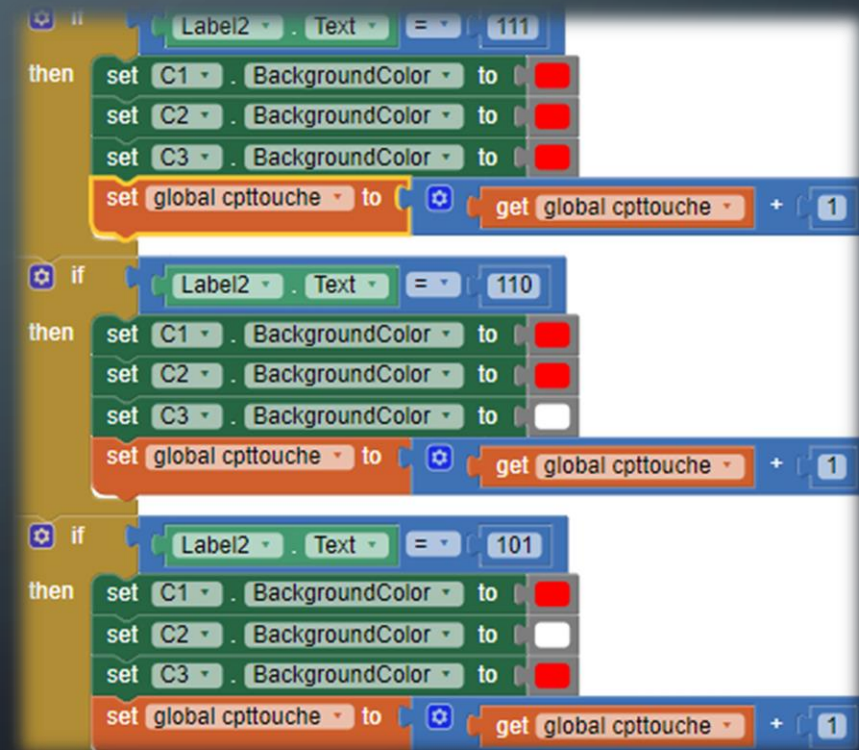 if Label2 . Text = 111
then set C1 . BackgroundColor to
set C2 . BackgroundColor to
set C3 . BackgroundColor to
set global cpttouche to get global cpttouche + 1
if Label2 . Text = 110
then set C1 . BackgroundColor to
set C2 . BackgroundColor to
set C3 . BackgroundColor to
set global cpttouche to get global cpttouche + 1
if Label2 . Text = 101
then set C1 . BackgroundColor to
set C2 . BackgroundColor to
set C3 . BackgroundColor to
set global cpttouche to get global cpttouche + 1